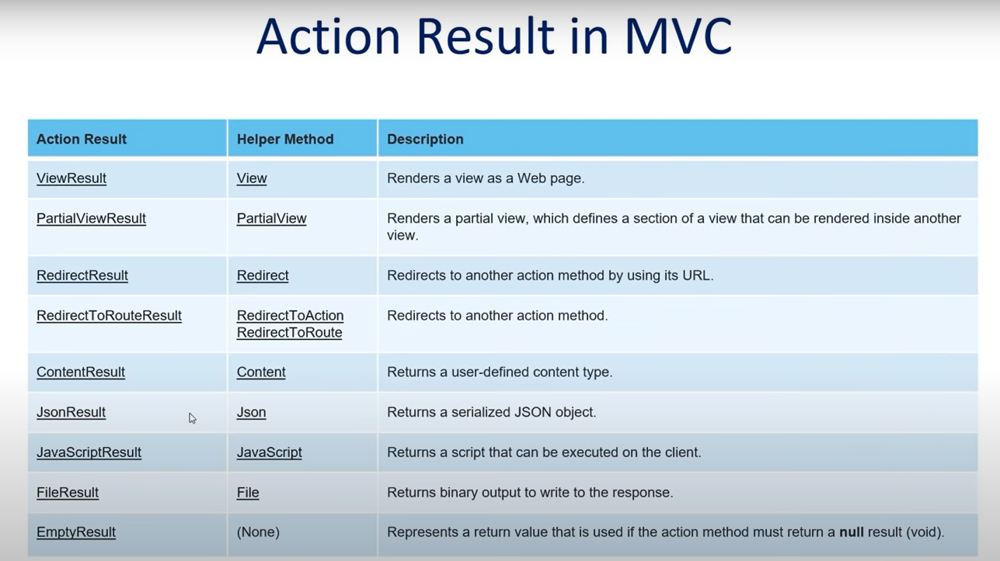 Action Result in MVC
Action Result Helper Method Description
ViewResult View Renders a view as a Web page.
PartialViewResult PartialView Renders a partial view, which defines a section of a view that can be rendered inside another
view.
RedirectResult Redirect Redirects to another action method by using its URL.
RedirectToRouteResult RedirectToAction Redirects to another action method.
RedirectToRoute
ContentResult Content Returns a user-defined content type.
JsonResult Json Returns a serialized JSON object.
JavaScriptResult JavaScript Returns a script that can be executed on the client.
FileResult File Returns binary output to write to the response.
EmptyResult (None) Represents a return value that is used if the action method must return a null result (void).